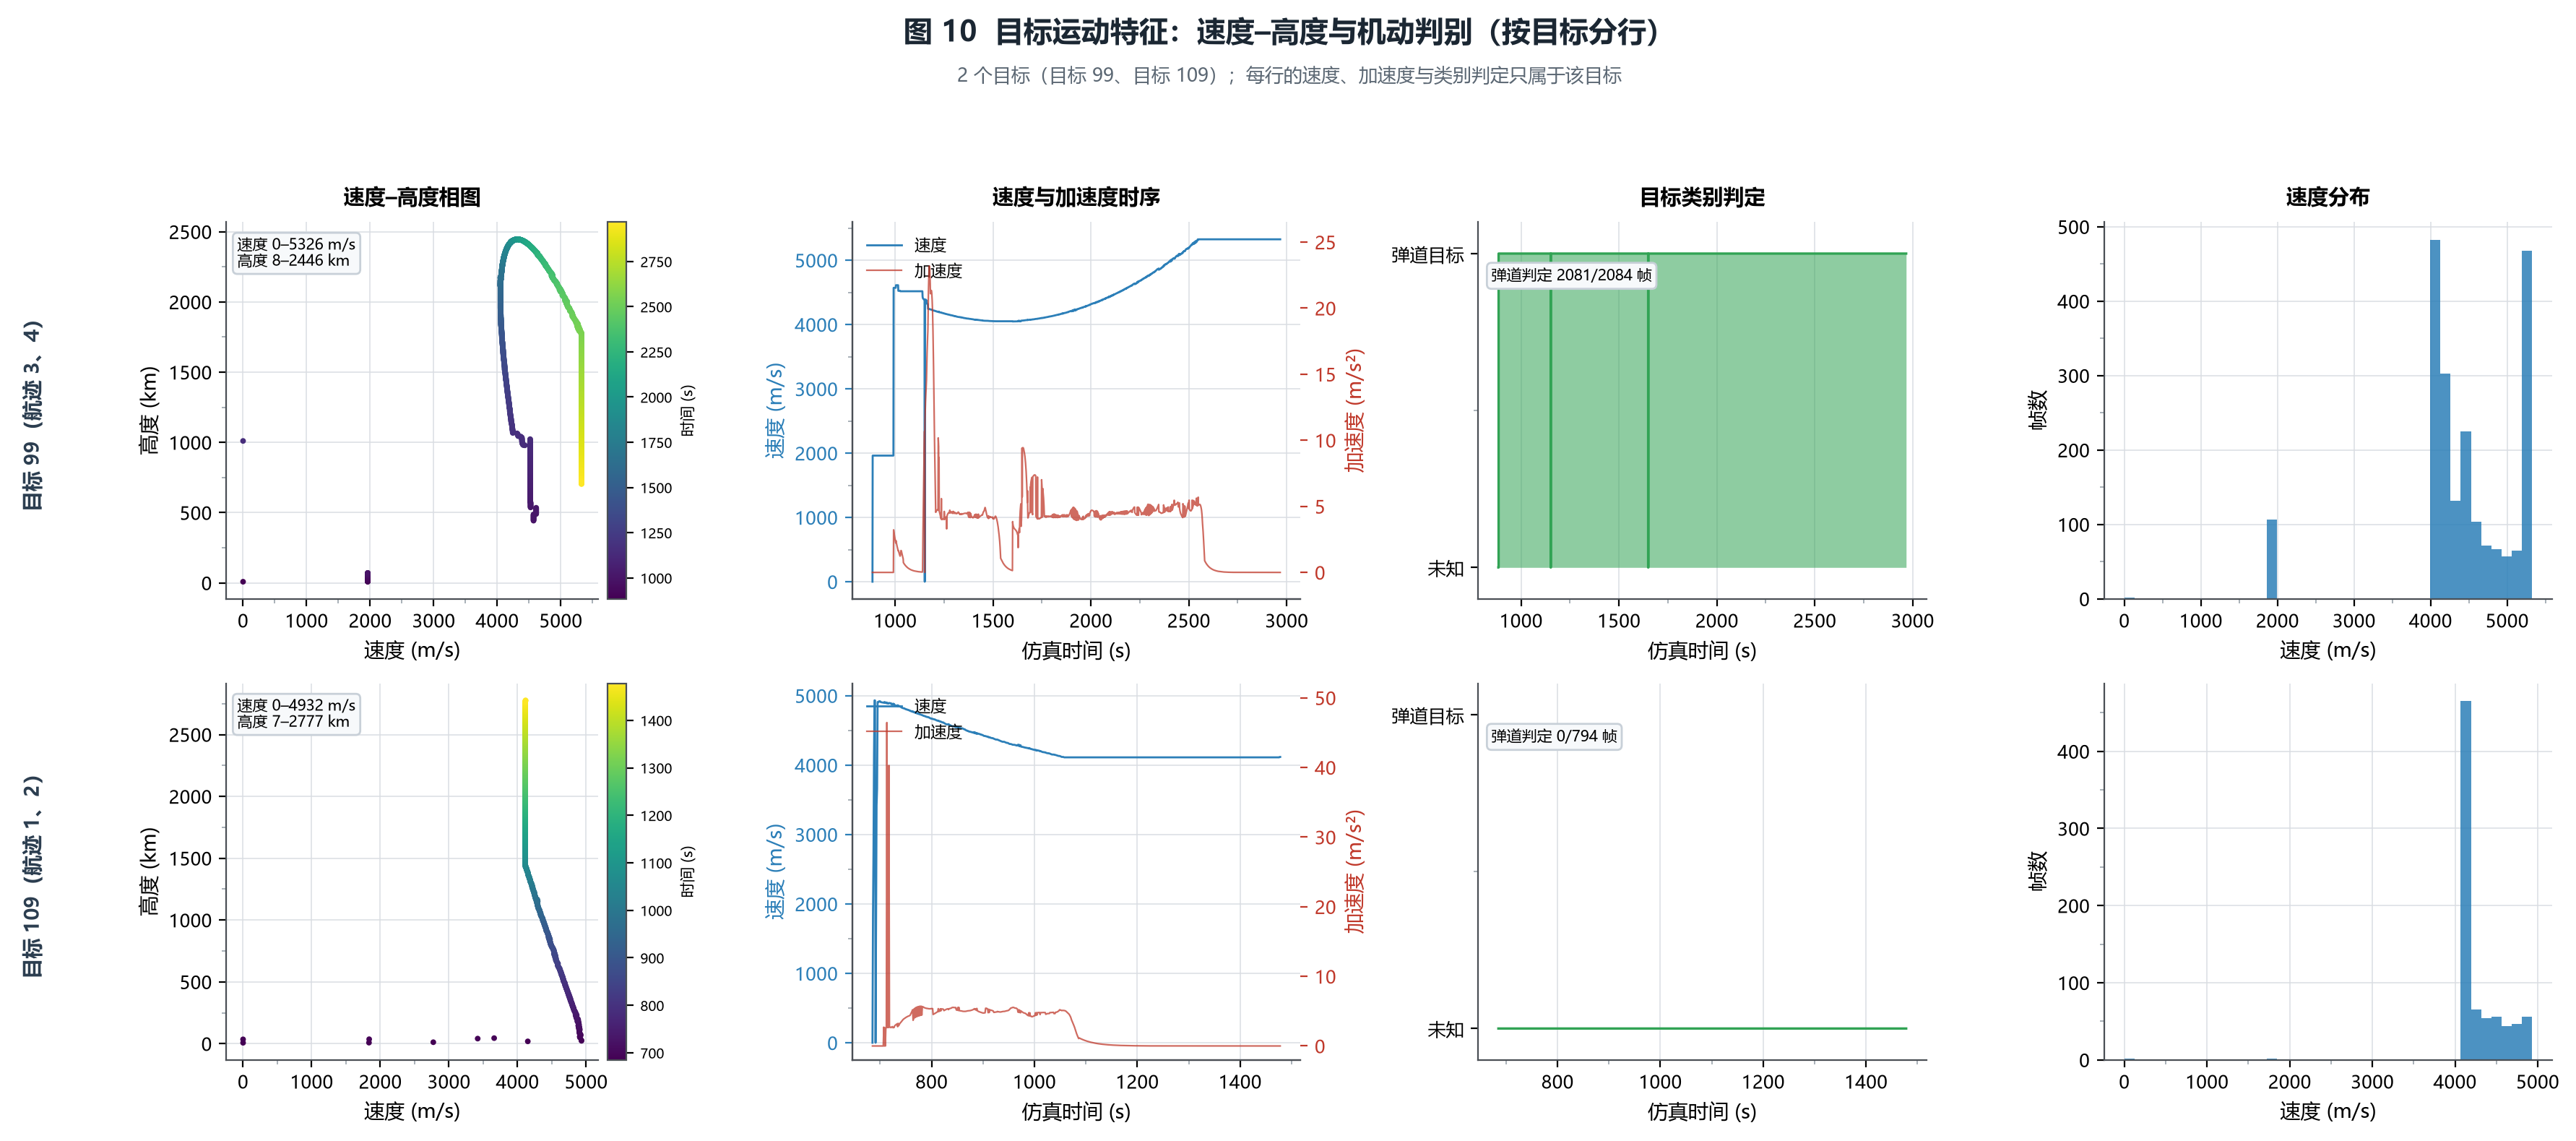 图 10 目标运动特征：速度–高度与机动判别（按目标分行）
2 个目标（目标 99、目标 109）；每行的速度、加速度与类别判定只属于该目标
目标 99（航迹 3、4）
速度–高度相图
速度 0–5326 m/s
高度 8–2446 km
高度 (km)
2500
2000
1500
1000
500
0
0 1000 2000 3000 4000 5000
速度 (m/s)
2750
2500
2250
2000
1750
1500
1250
1000
时间 (s)
速度与加速度时序
速度
加速度
速度 (m/s)
5000
4000
3000
2000
1000
0
1000 1500 2000 2500 3000
仿真时间 (s)
25
20
15
10
5
0
加速度 (m/s²)
目标类别判定
弹道目标
弹道判定 2081/2084 帧
未知
1000 1500 2000 2500 3000
仿真时间 (s)
速度分布
帧数
500
400
300
200
100
0
0 1000 2000 3000 4000 5000
速度 (m/s)
目标 109（航迹 1、2）
速度 0–4932 m/s
高度 7–2777 km
高度 (km)
2500
2000
1500
1000
500
0
0 1000 2000 3000 4000 5000
速度 (m/s)
1400
1300
1200
1100
1000
900
800
700
时间 (s)
速度
加速度
速度 (m/s)
5000
4000
3000
2000
1000
0
800 1000 1200 1400
仿真时间 (s)
50
40
30
20
10
0
加速度 (m/s²)
弹道目标
弹道判定 0/794 帧
未知
800 1000 1200 1400
仿真时间 (s)
帧数
400
300
200
100
0
0 1000 2000 3000 4000 5000
速度 (m/s)